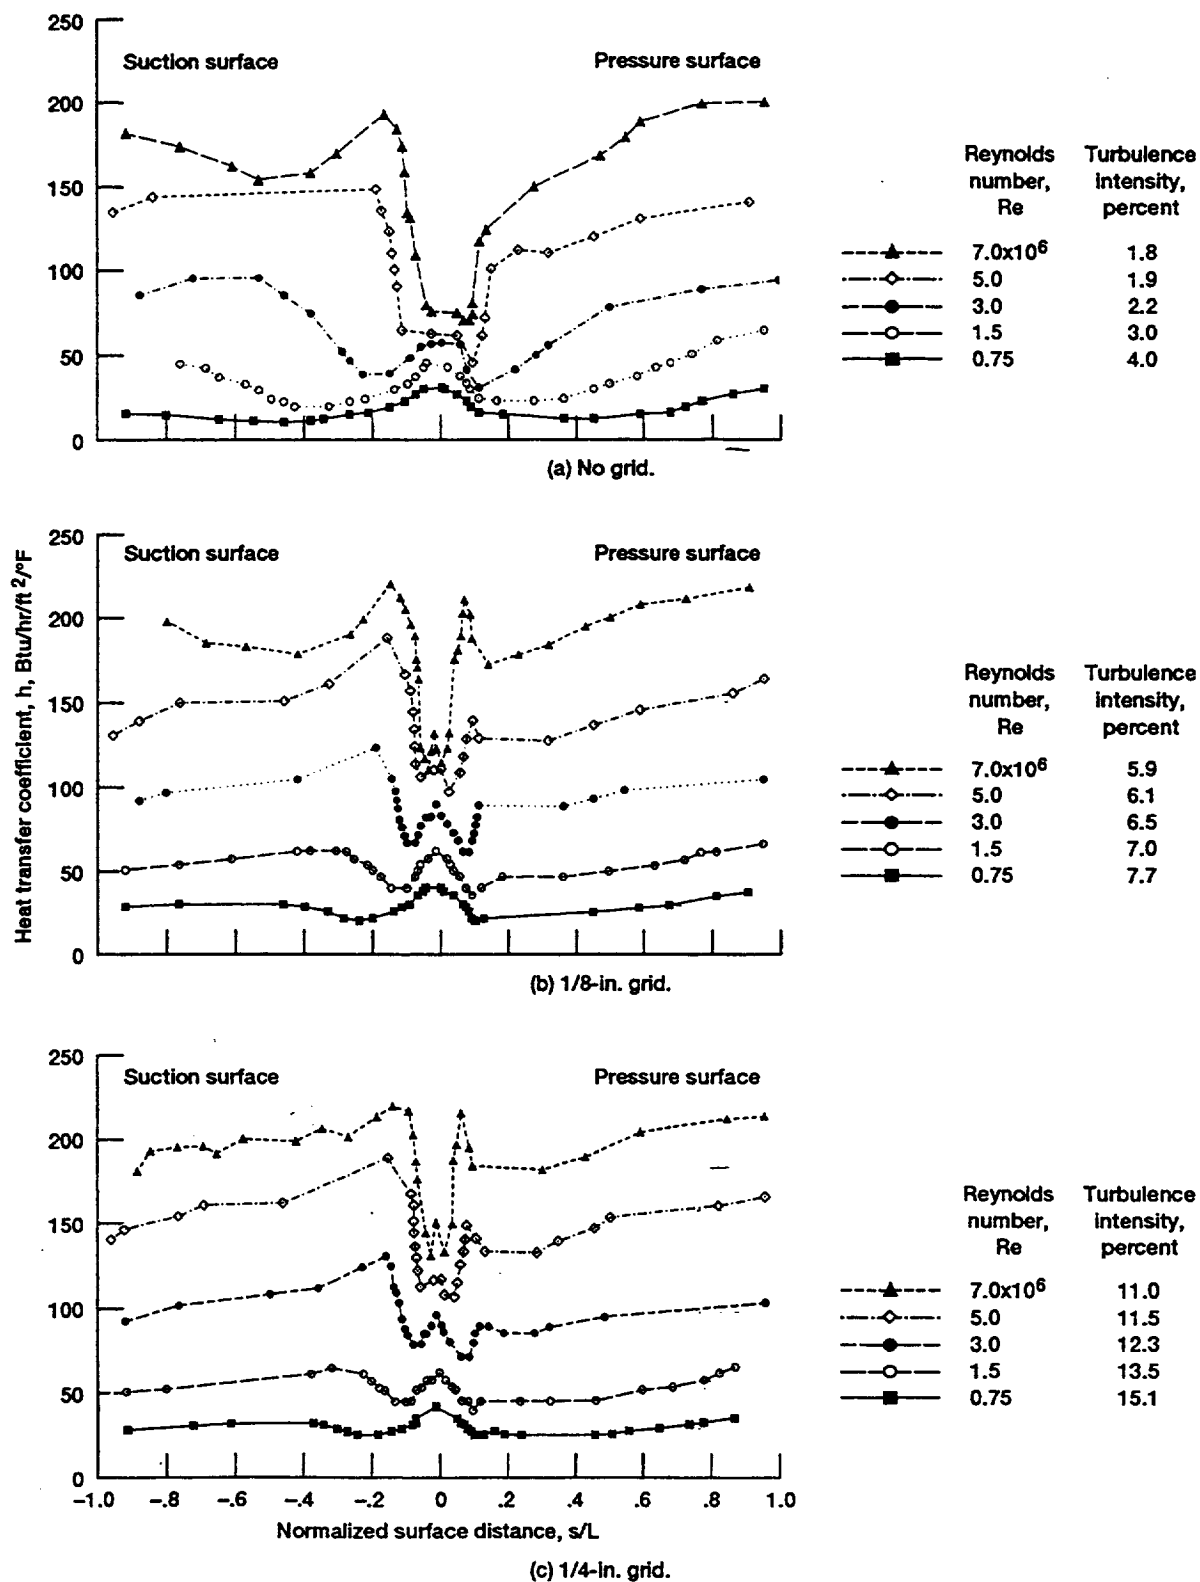 250
200
150
100
50
0
Suction surface
Pressure surface
Reynolds number, Re
Turbulence intensity, percent
7.0x10⁶ 1.8
5.0 1.9
3.0 2.2
1.5 3.0
0.75 4.0
(a) No grid.
Heat transfer coefficient, h, Btu/hr/ft²/°F
250
200
150
100
50
0
Suction surface
Pressure surface
Reynolds number, Re
Turbulence intensity, percent
7.0x10⁶ 5.9
5.0 6.1
3.0 6.5
1.5 7.0
0.75 7.7
(b) 1/8-in. grid.
250
200
150
100
50
0
Suction surface
Pressure surface
Reynolds number, Re
Turbulence intensity, percent
7.0x10⁶ 11.0
5.0 11.5
3.0 12.3
1.5 13.5
0.75 15.1
–1.0 –.8 –.6 –.4 –.2 0 .2 .4 .6 .8 1.0
Normalized surface distance, s/L
(c) 1/4-in. grid.